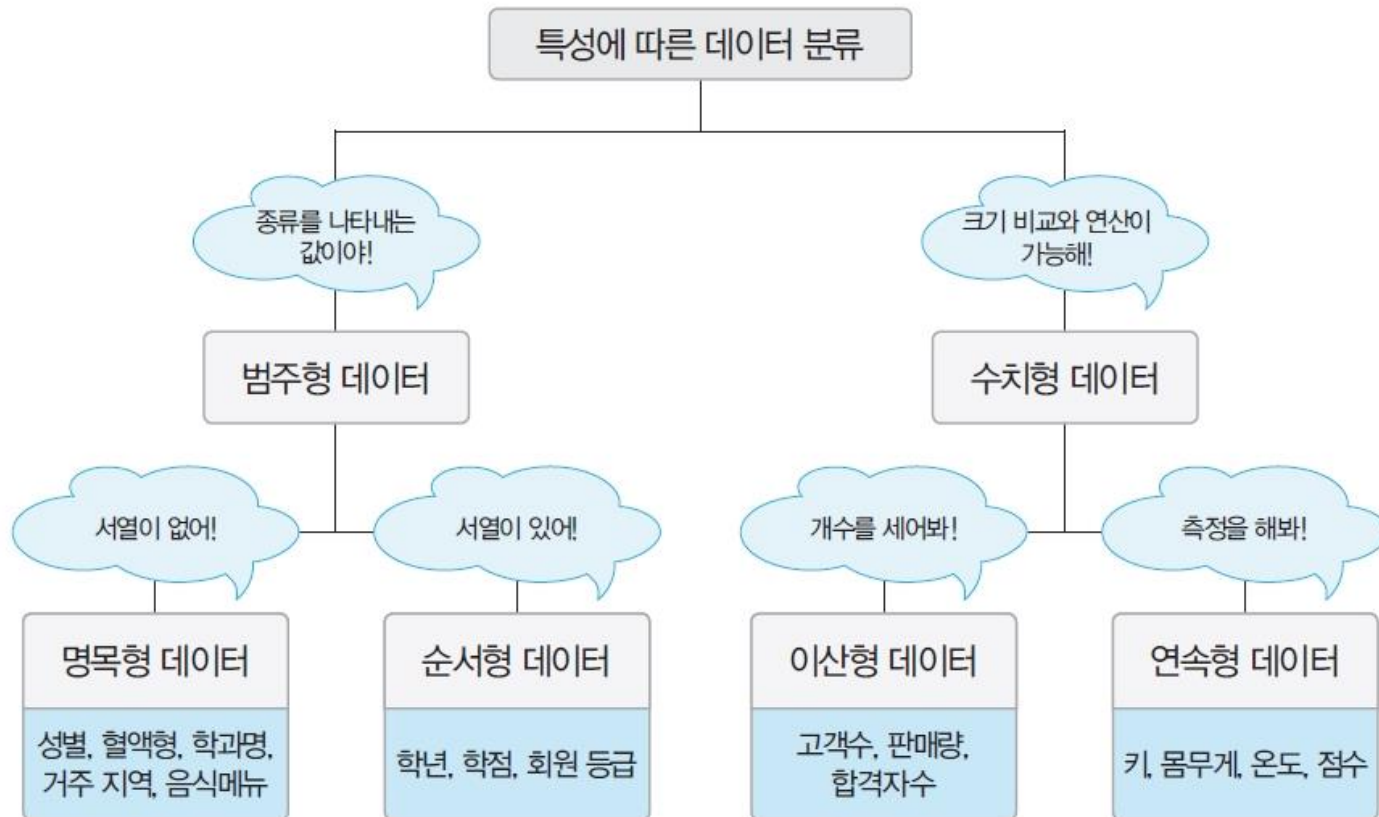 특성에 따른 데이터 분류
종류를 나타내는
값이야!
크기 비교와 연산이
가능해!
범주형 데이터
수치형 데이터
서열이 없어!
서열이 있어!
개수를 세어봐!
측정을 해봐!
명목형 데이터
순서형 데이터
이산형 데이터
연속형 데이터
성별, 혈액형, 학과명,
거주 지역, 음식메뉴
학년, 학점, 회원 등급
고객수, 판매량,
합격자수
키, 몸무게, 온도, 점수